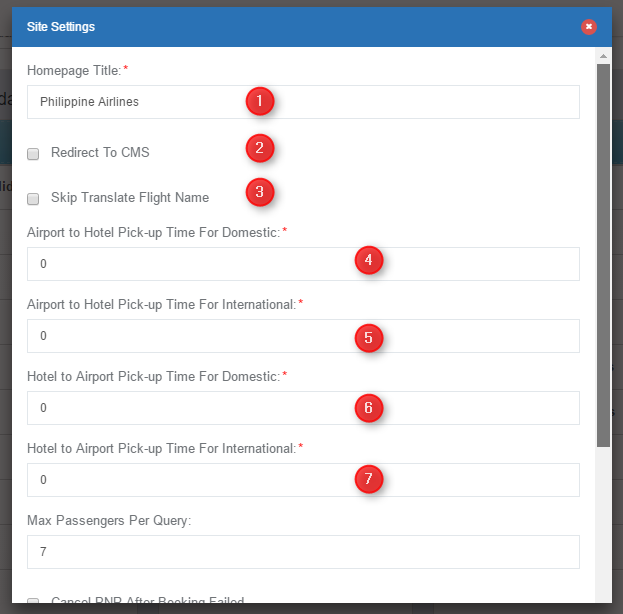 Site Settings
Homepage Title:*
Philippine Airlines 1
Redirect To CMS 2
Skip Translate Flight Name 3
Airport to Hotel Pick-up Time For Domestic:*
0 4
Airport to Hotel Pick-up Time For International:*
0 5
Hotel to Airport Pick-up Time For Domestic:*
0 6
Hotel to Airport Pick-up Time For International:*
0 7
Max Passengers Per Query:
7
Cancel PNR After Booking Failed